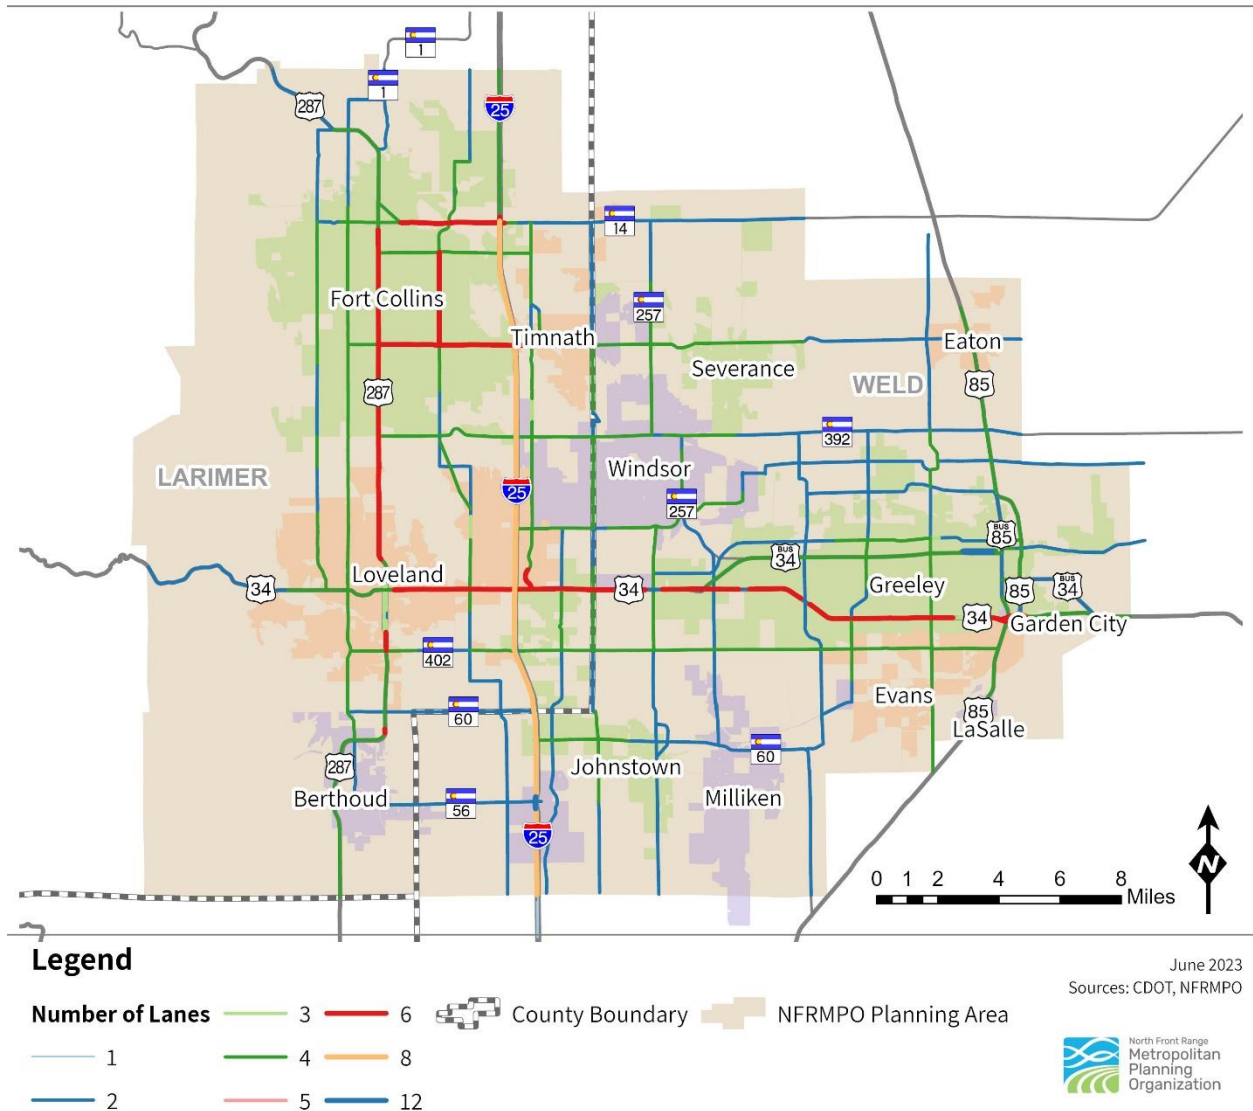 1
1
287
25
14
Fort Collins
257
Timnath
Eaton
Severance
287
85
WELD
392
LARIMER
Windsor
25
257
BUS
85
BUS
34
Loveland
34
34
Greeley
85
BUS
34
34
Garden City
402
Evans
60
85
LaSalle
60
Johnstown
287
Berthoud
56
Milliken
25
N
0 1 2 4 6 8
Miles
Legend
June 2023
Sources: CDOT, NFRMPO
Number of Lanes
3
6
County Boundary
NFRMPO Planning Area
1
4
8
2
5
12
North Front Range
Metropolitan
Planning
Organization